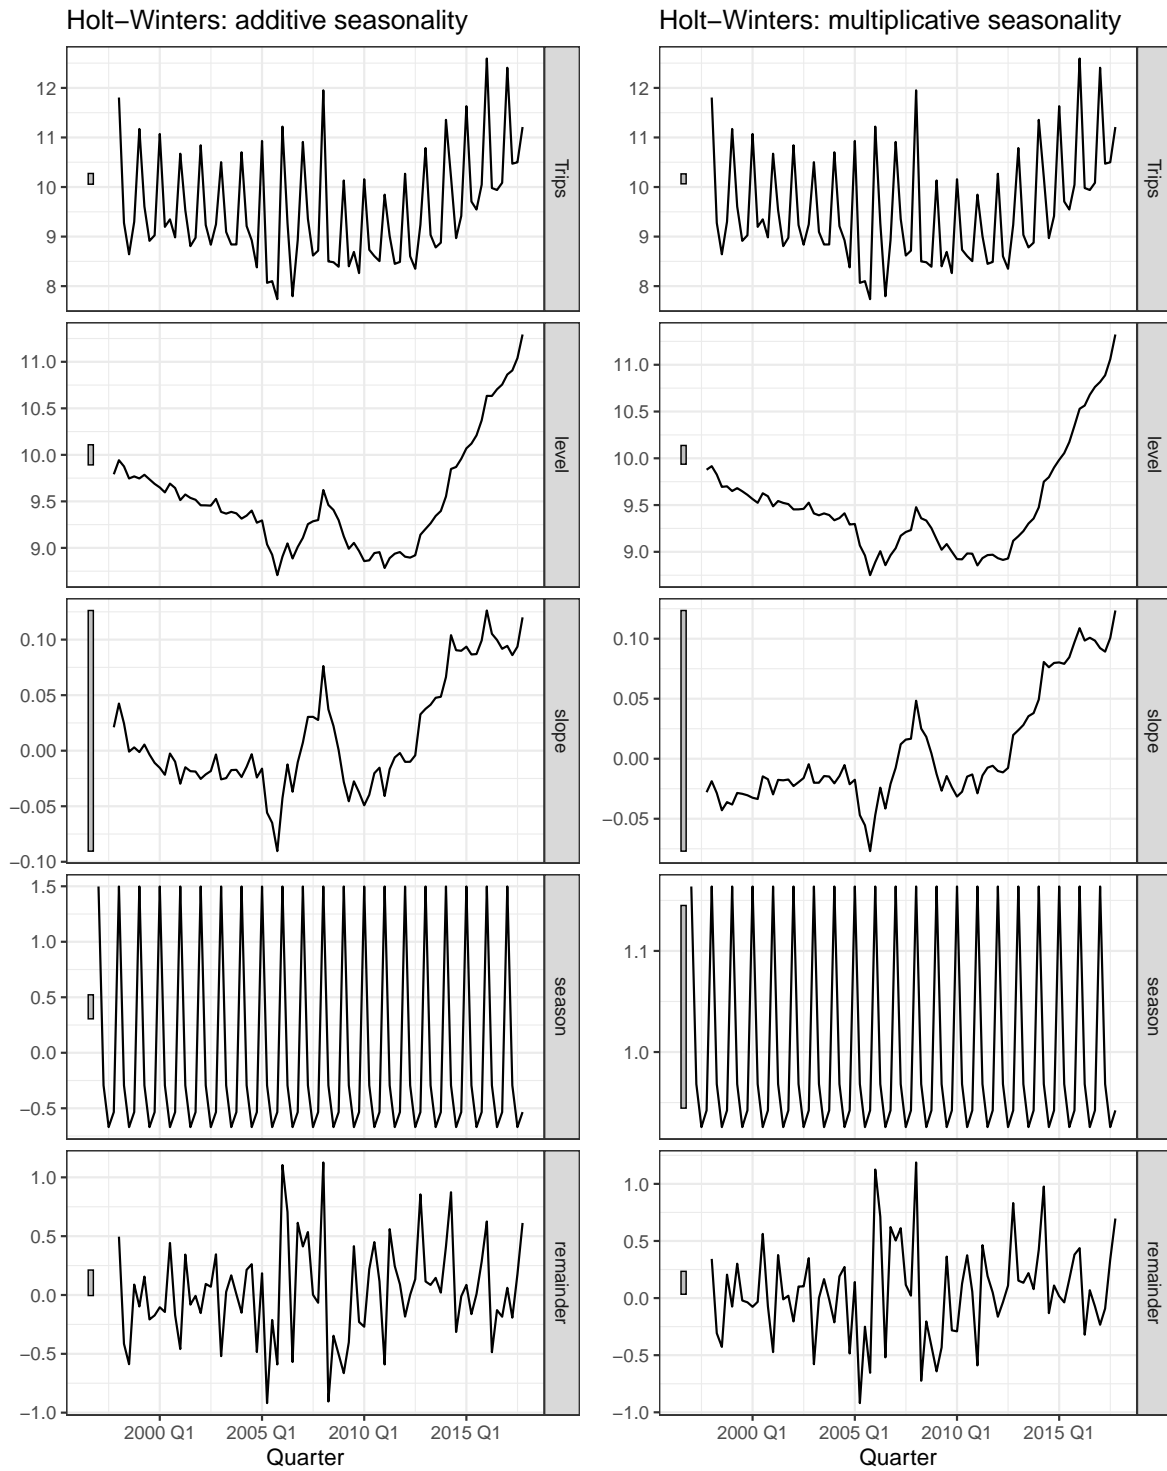 Holt−Winters: additive seasonality
12
11
10
9
8
Trips
11.0
10.5
10.0
9.5
9.0
level
0.10
0.05
0.00
−0.05
−0.10
slope
1.5
1.0
0.5
0.0
−0.5
season
1.0
0.5
0.0
−0.5
−1.0
remainder
2000 Q1 2005 Q1 2010 Q1 2015 Q1
Quarter
Holt−Winters: multiplicative seasonality
12
11
10
9
8
Trips
11.0
10.5
10.0
9.5
9.0
level
0.10
0.05
0.00
−0.05
slope
1.1
1.0
season
1.0
0.5
0.0
−0.5
−1.0
remainder
2000 Q1 2005 Q1 2010 Q1 2015 Q1
Quarter